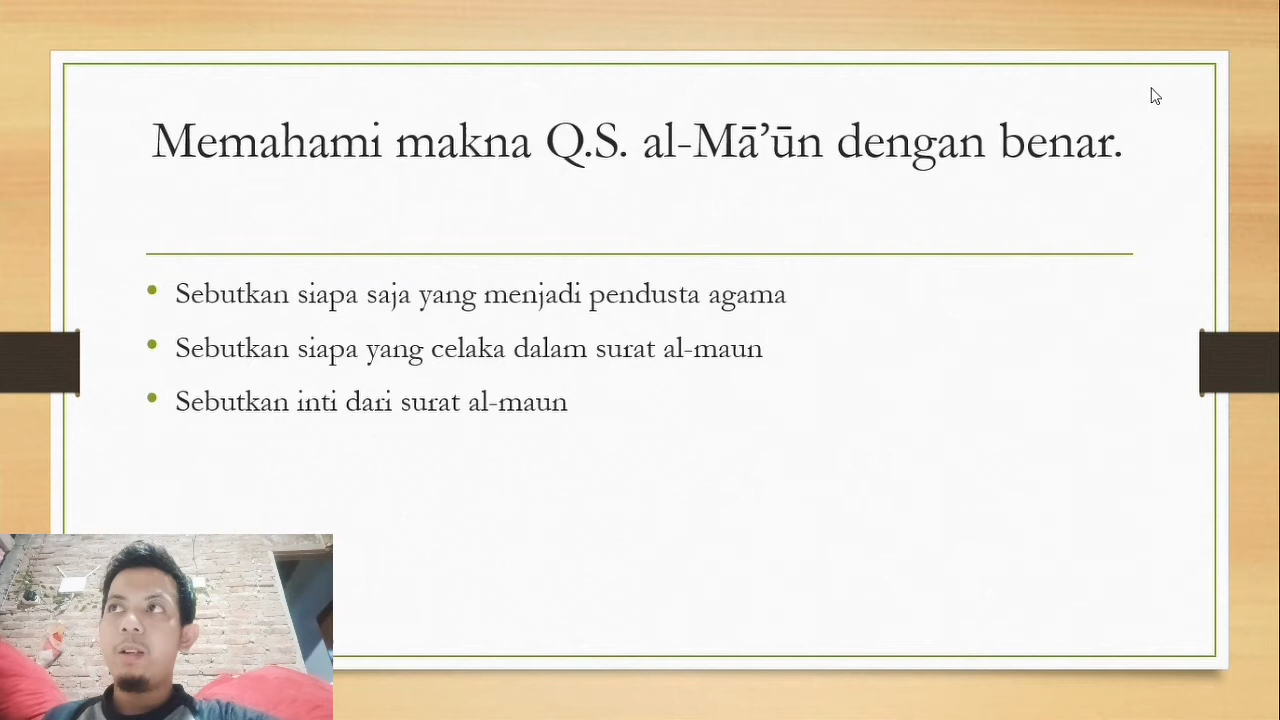 Memahami makna Q.S. al-Mā’ūn dengan benar.
• Sebutkan siapa saja yang menjadi pendusta agama
• Sebutkan siapa yang celaka dalam surat al-maun
• Sebutkan inti dari surat al-maun